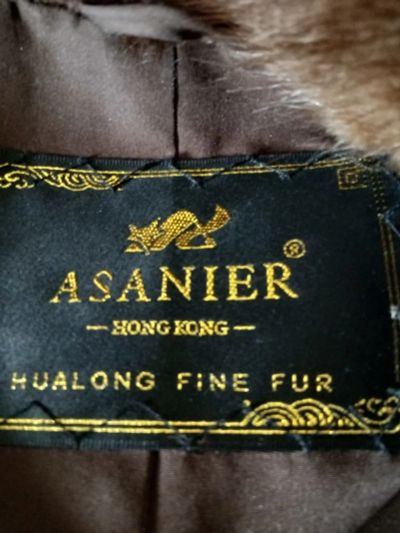 ASANIER®
— HONG KONG —
HUALONG FINE FUR